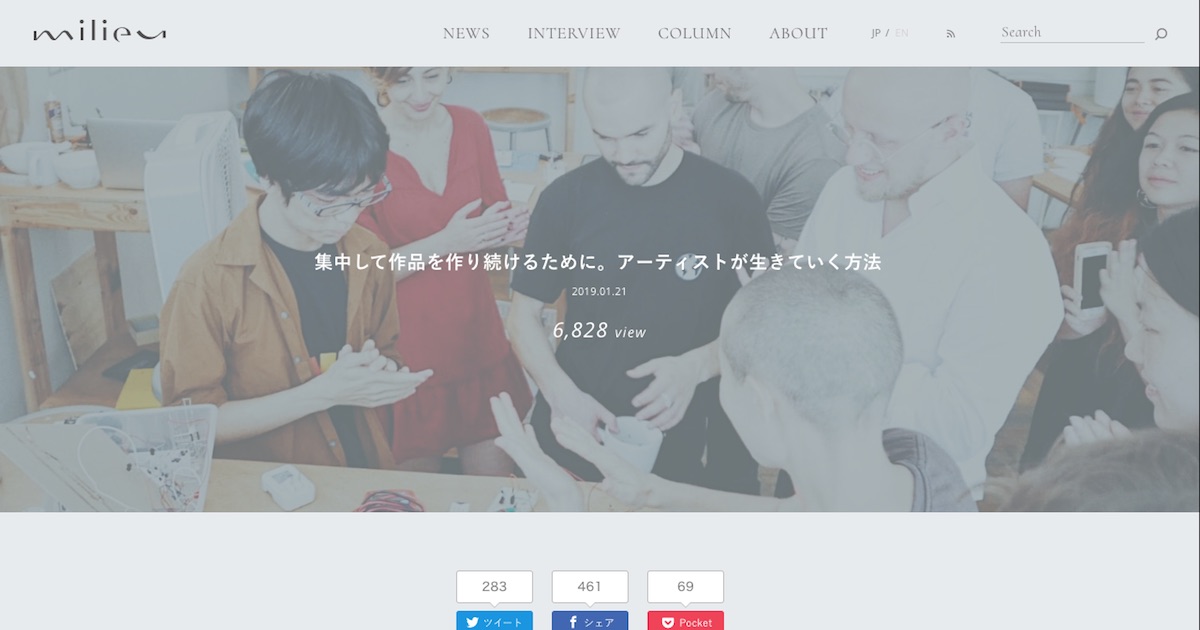 milieu
NEWS INTERVIEW COLUMN ABOUT JP / EN Search
集中して作品を作り続けるために。アーティストが生きていく方法
2019.01.21
6,828 view
283 461 69
ツイート シェア Pocket